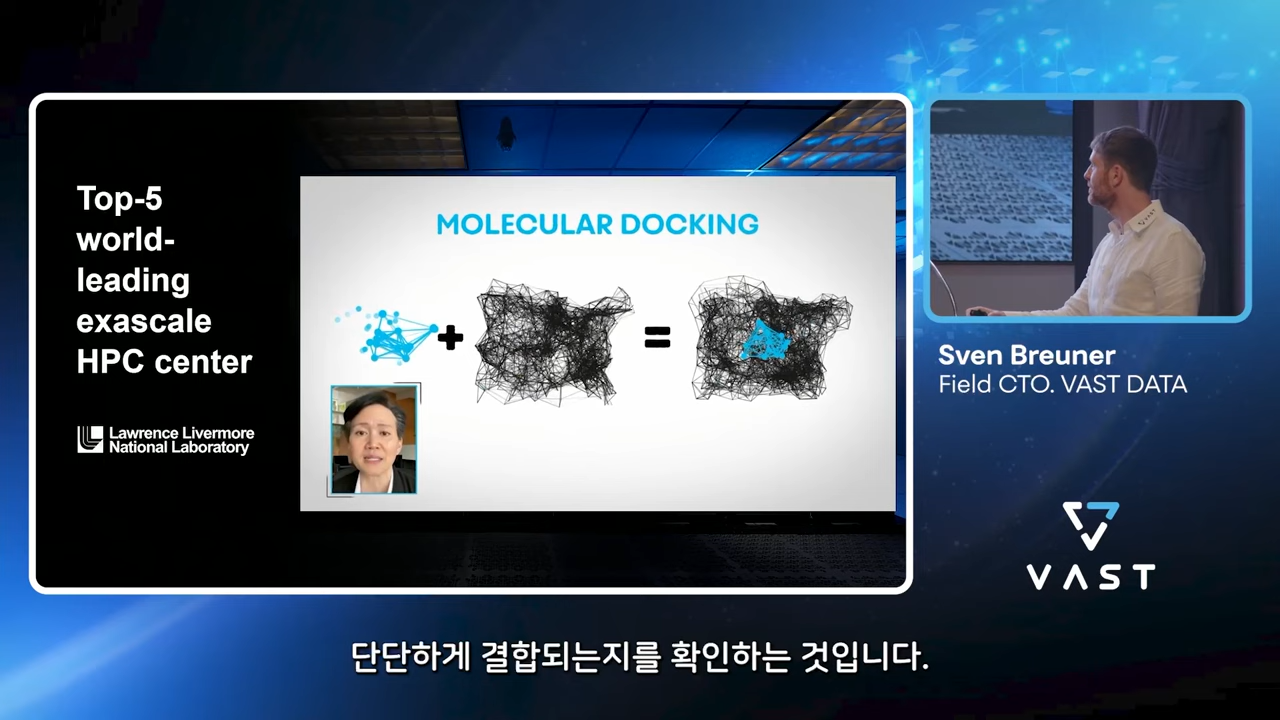 Top-5
world-
leading
exascale
HPC center
Lawrence Livermore
National Laboratory
MOLECULAR DOCKING
+
=
Sven Breuner
Field CTO. VAST DATA
VAST
단단하게 결합되는지를 확인하는 것입니다.